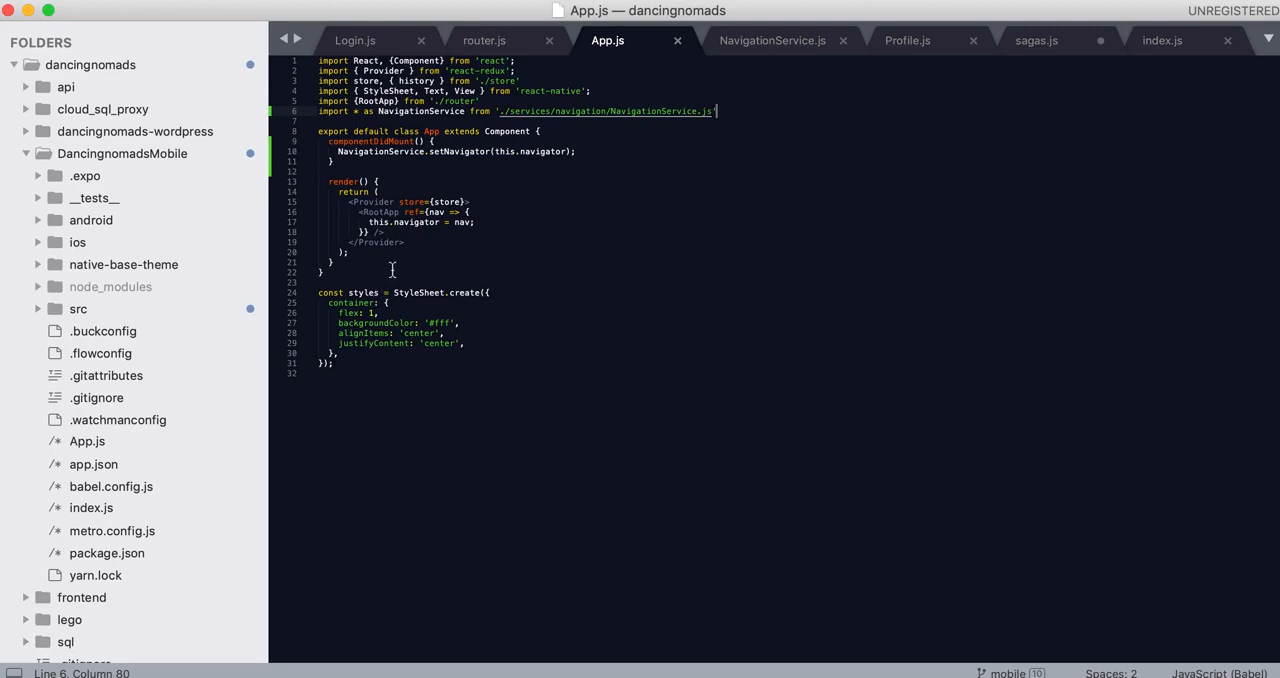 App.js — dancingnomads
UNREGISTERED
FOLDERS
dancingnomads
api
cloud_sql_proxy
dancingnomads-wordpress
DancingnomadsMobile
.expo
__tests__
android
ios
native-base-theme
node_modules
src
.buckconfig
.flowconfig
.gitattributes
.gitignore
.watchmanconfig
App.js
app.json
babel.config.js
index.js
metro.config.js
package.json
yarn.lock
frontend
lego
sql
.gitignore
Login.js
router.js
App.js
NavigationService.js
Profile.js
sagas.js
index.js
1 import React, {Component} from 'react';
2 import { Provider } from 'react-redux';
3 import store, { history } from './store'
4 import { StyleSheet, Text, View } from 'react-native';
5 import {RootApp} from './router'
6 import * as NavigationService from './services/navigation/NavigationService.js'
7
8 export default class App extends Component {
9 componentDidMount() {
10 NavigationService.setNavigator(this.navigator);
11 }
12
13 render() {
14 return (
15 <Provider store={store}>
16 <RootApp ref={nav => {
17 this.navigator = nav;
18 }} />
19 </Provider>
20 );
21 }
22 }
23
24 const styles = StyleSheet.create({
25 container: {
26 flex: 1,
27 backgroundColor: '#fff',
28 alignItems: 'center',
29 justifyContent: 'center',
30 },
31 });
32
Line 6, Column 80
mobile 10
Spaces: 2
JavaScript (Babel)